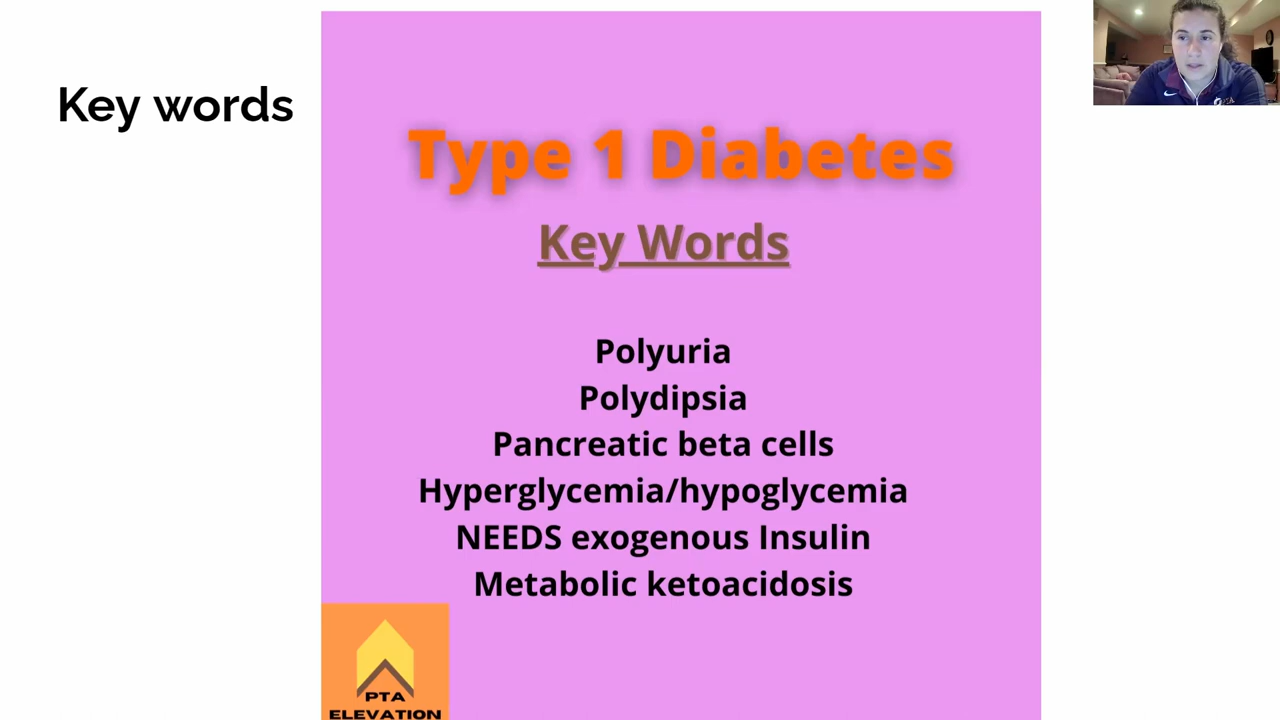 Key words
Type 1 Diabetes
Key Words
Polyuria
Polydipsia
Pancreatic beta cells
Hyperglycemia/hypoglycemia
NEEDS exogenous Insulin
Metabolic ketoacidosis
PTA
ELEVATION